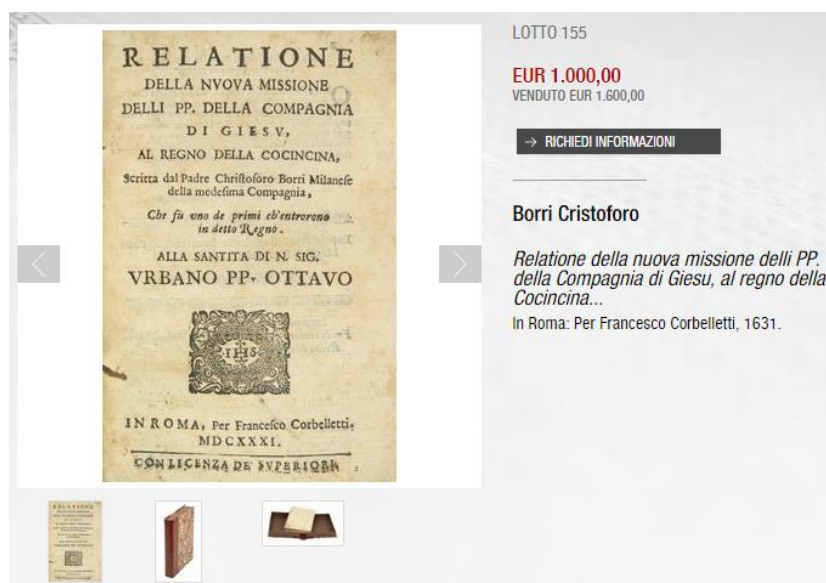 RELATIONE
DELLA NVOVA MISSIONE
DELLI PP. DELLA COMPAGNIA
DI GIESV,
AL REGNO DELLA COCINCINA,
Scritta dal Padre Chriſtoforo Borri Milaneſe
della medeſima Compagnia,
Che fù vno de primi ch'entrorono
in detto Regno.
ALLA SANTITA DI N. SIG.
VRBANO PP. OTTAVO
IHS
IN ROMA, Per Franceſco Corbelletti,
MDCXXXI.
CON LICENZA DE' SVPERIORI.
LOTTO 155
EUR 1.000,00
VENDUTO EUR 1.600,00
→ RICHIEDI INFORMAZIONI
Borri Cristoforo
Relatione della nuova missione delli PP.
della Compagnia di Giesu, al regno della
Cocincina...
In Roma: Per Francesco Corbelletti, 1631.